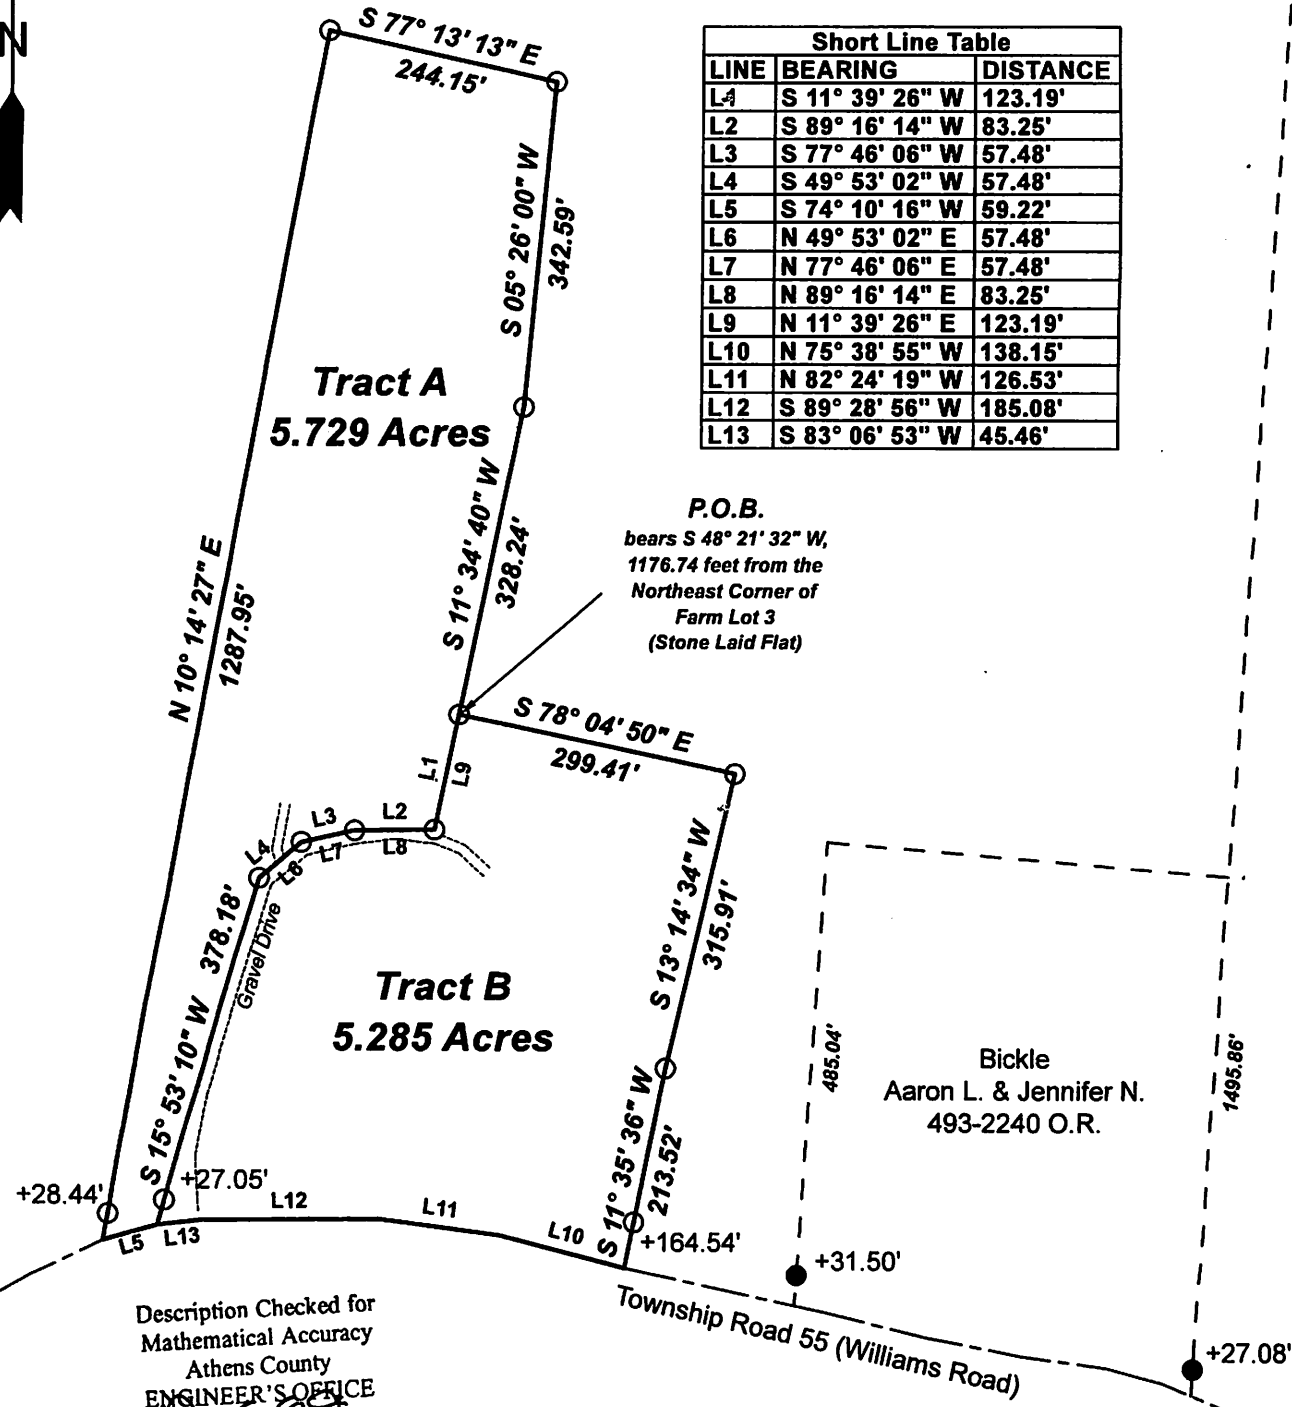 N
S 77° 13' 13" E
244.15'
Short Line Table
LINE BEARING DISTANCE
L1 S 11° 39' 26" W 123.19'
L2 S 89° 16' 14" W 83.25'
L3 S 77° 46' 06" W 57.48'
L4 S 49° 53' 02" W 57.48'
L5 S 74° 10' 16" W 59.22'
L6 N 49° 53' 02" E 57.48'
L7 N 77° 46' 06" E 57.48'
L8 N 89° 16' 14" E 83.25'
L9 N 11° 39' 26" E 123.19'
L10 N 75° 38' 55" W 138.15'
L11 N 82° 24' 19" W 126.53'
L12 S 89° 28' 56" W 185.08'
L13 S 83° 06' 53" W 45.46'
S 05° 26' 00" W
342.59'
Tract A
5.729 Acres
S 11° 34' 40" W
328.24'
P.O.B.
bears S 48° 21' 32" W,
1176.74 feet from the
Northeast Corner of
Farm Lot 3
(Stone Laid Flat)
N 10° 14' 27" E
1287.95'
S 78° 04' 50" E
299.41'
L1
L9
L3
L2
L4
L6
L7
L8
S 15° 53' 10" W 378.18'
Gravel Drive
S 13° 14' 34" W
315.91'
Tract B
5.285 Acres
485.04'
Bickle
Aaron L. & Jennifer N.
493-2240 O.R.
1495.86'
S 11° 35' 36" W
213.52'
+28.44'
+27.05'
L5
L13
L12
L11
L10
+164.54'
+31.50'
Township Road 55 (Williams Road)
+27.08'
Description Checked for
Mathematical Accuracy
Athens County
ENGINEER'S OFFICE